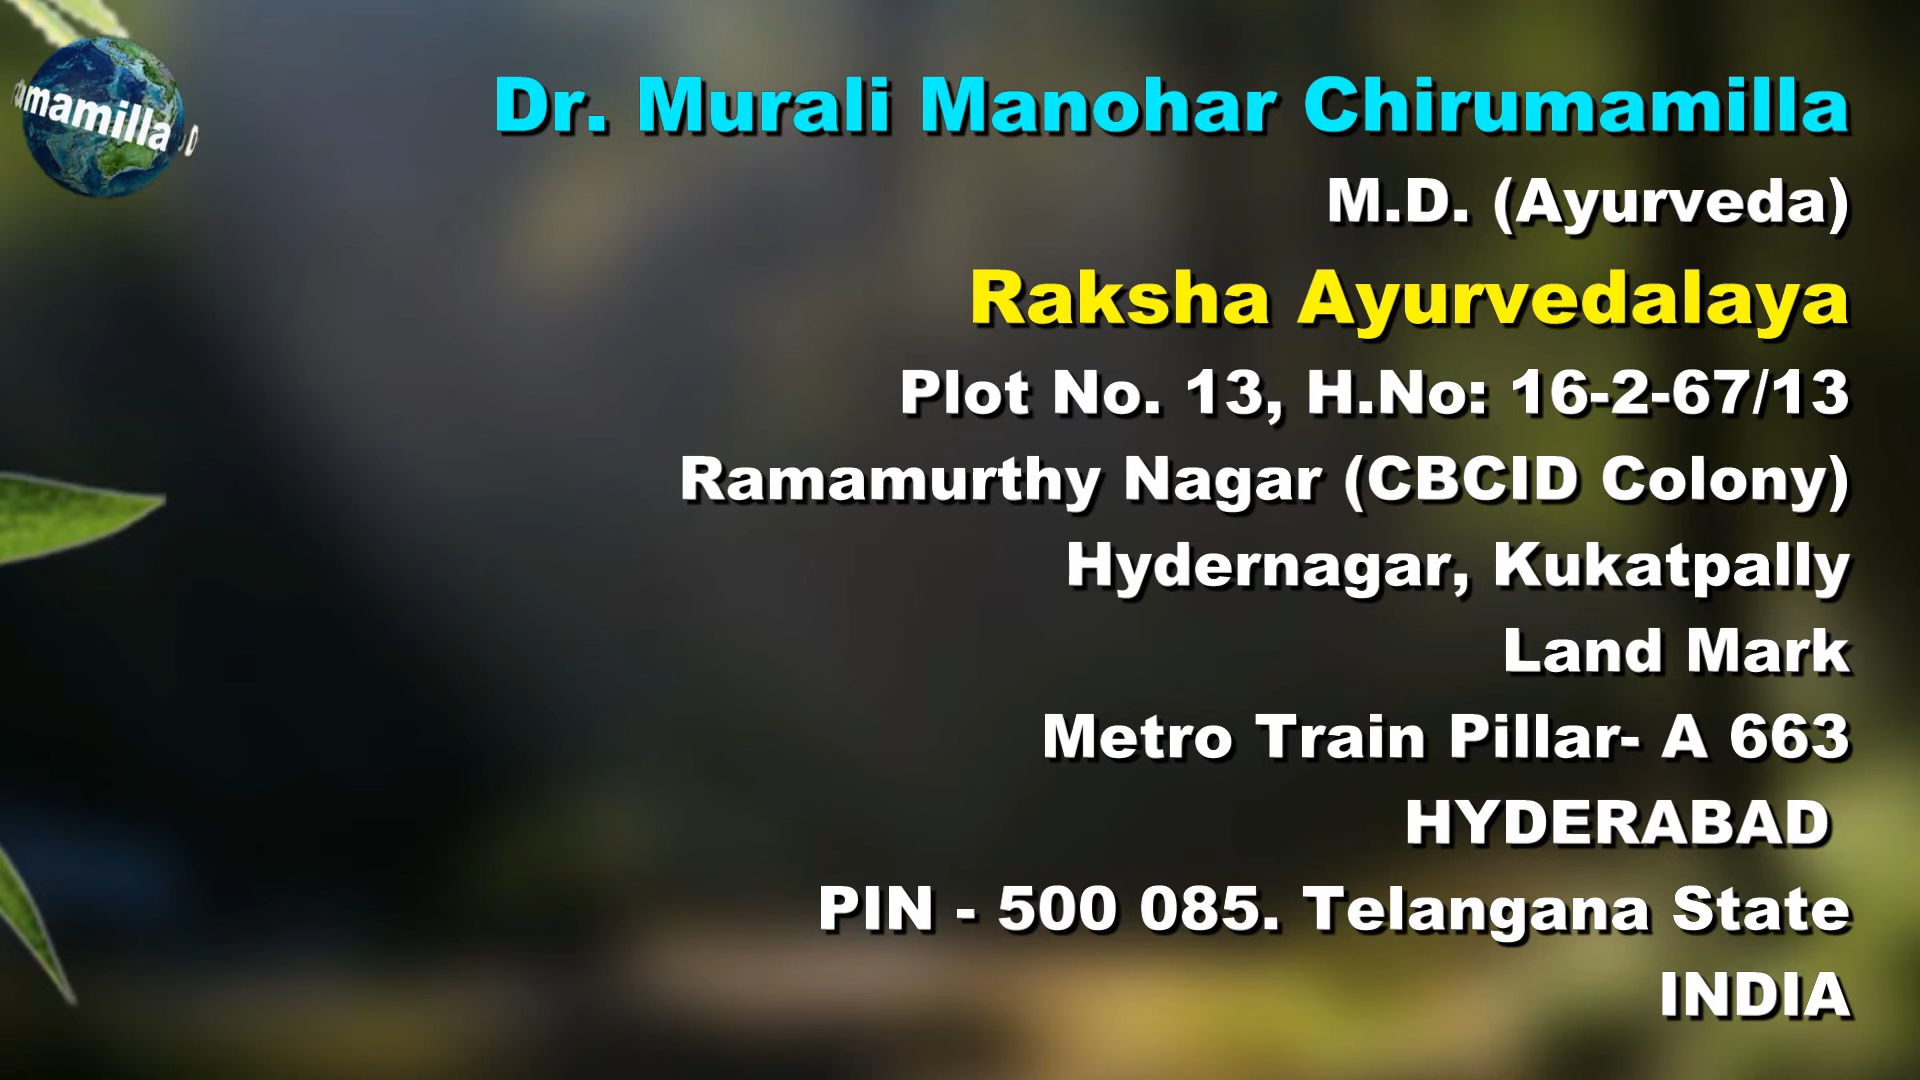 mamilla
Dr. Murali Manohar Chirumamilla
M.D. (Ayurveda)
Raksha Ayurvedalaya
Plot No. 13, H.No: 16-2-67/13
Ramamurthy Nagar (CBCID Colony)
Hydernagar, Kukatpally
Land Mark
Metro Train Pillar- A 663
HYDERABAD
PIN - 500 085. Telangana State
INDIA